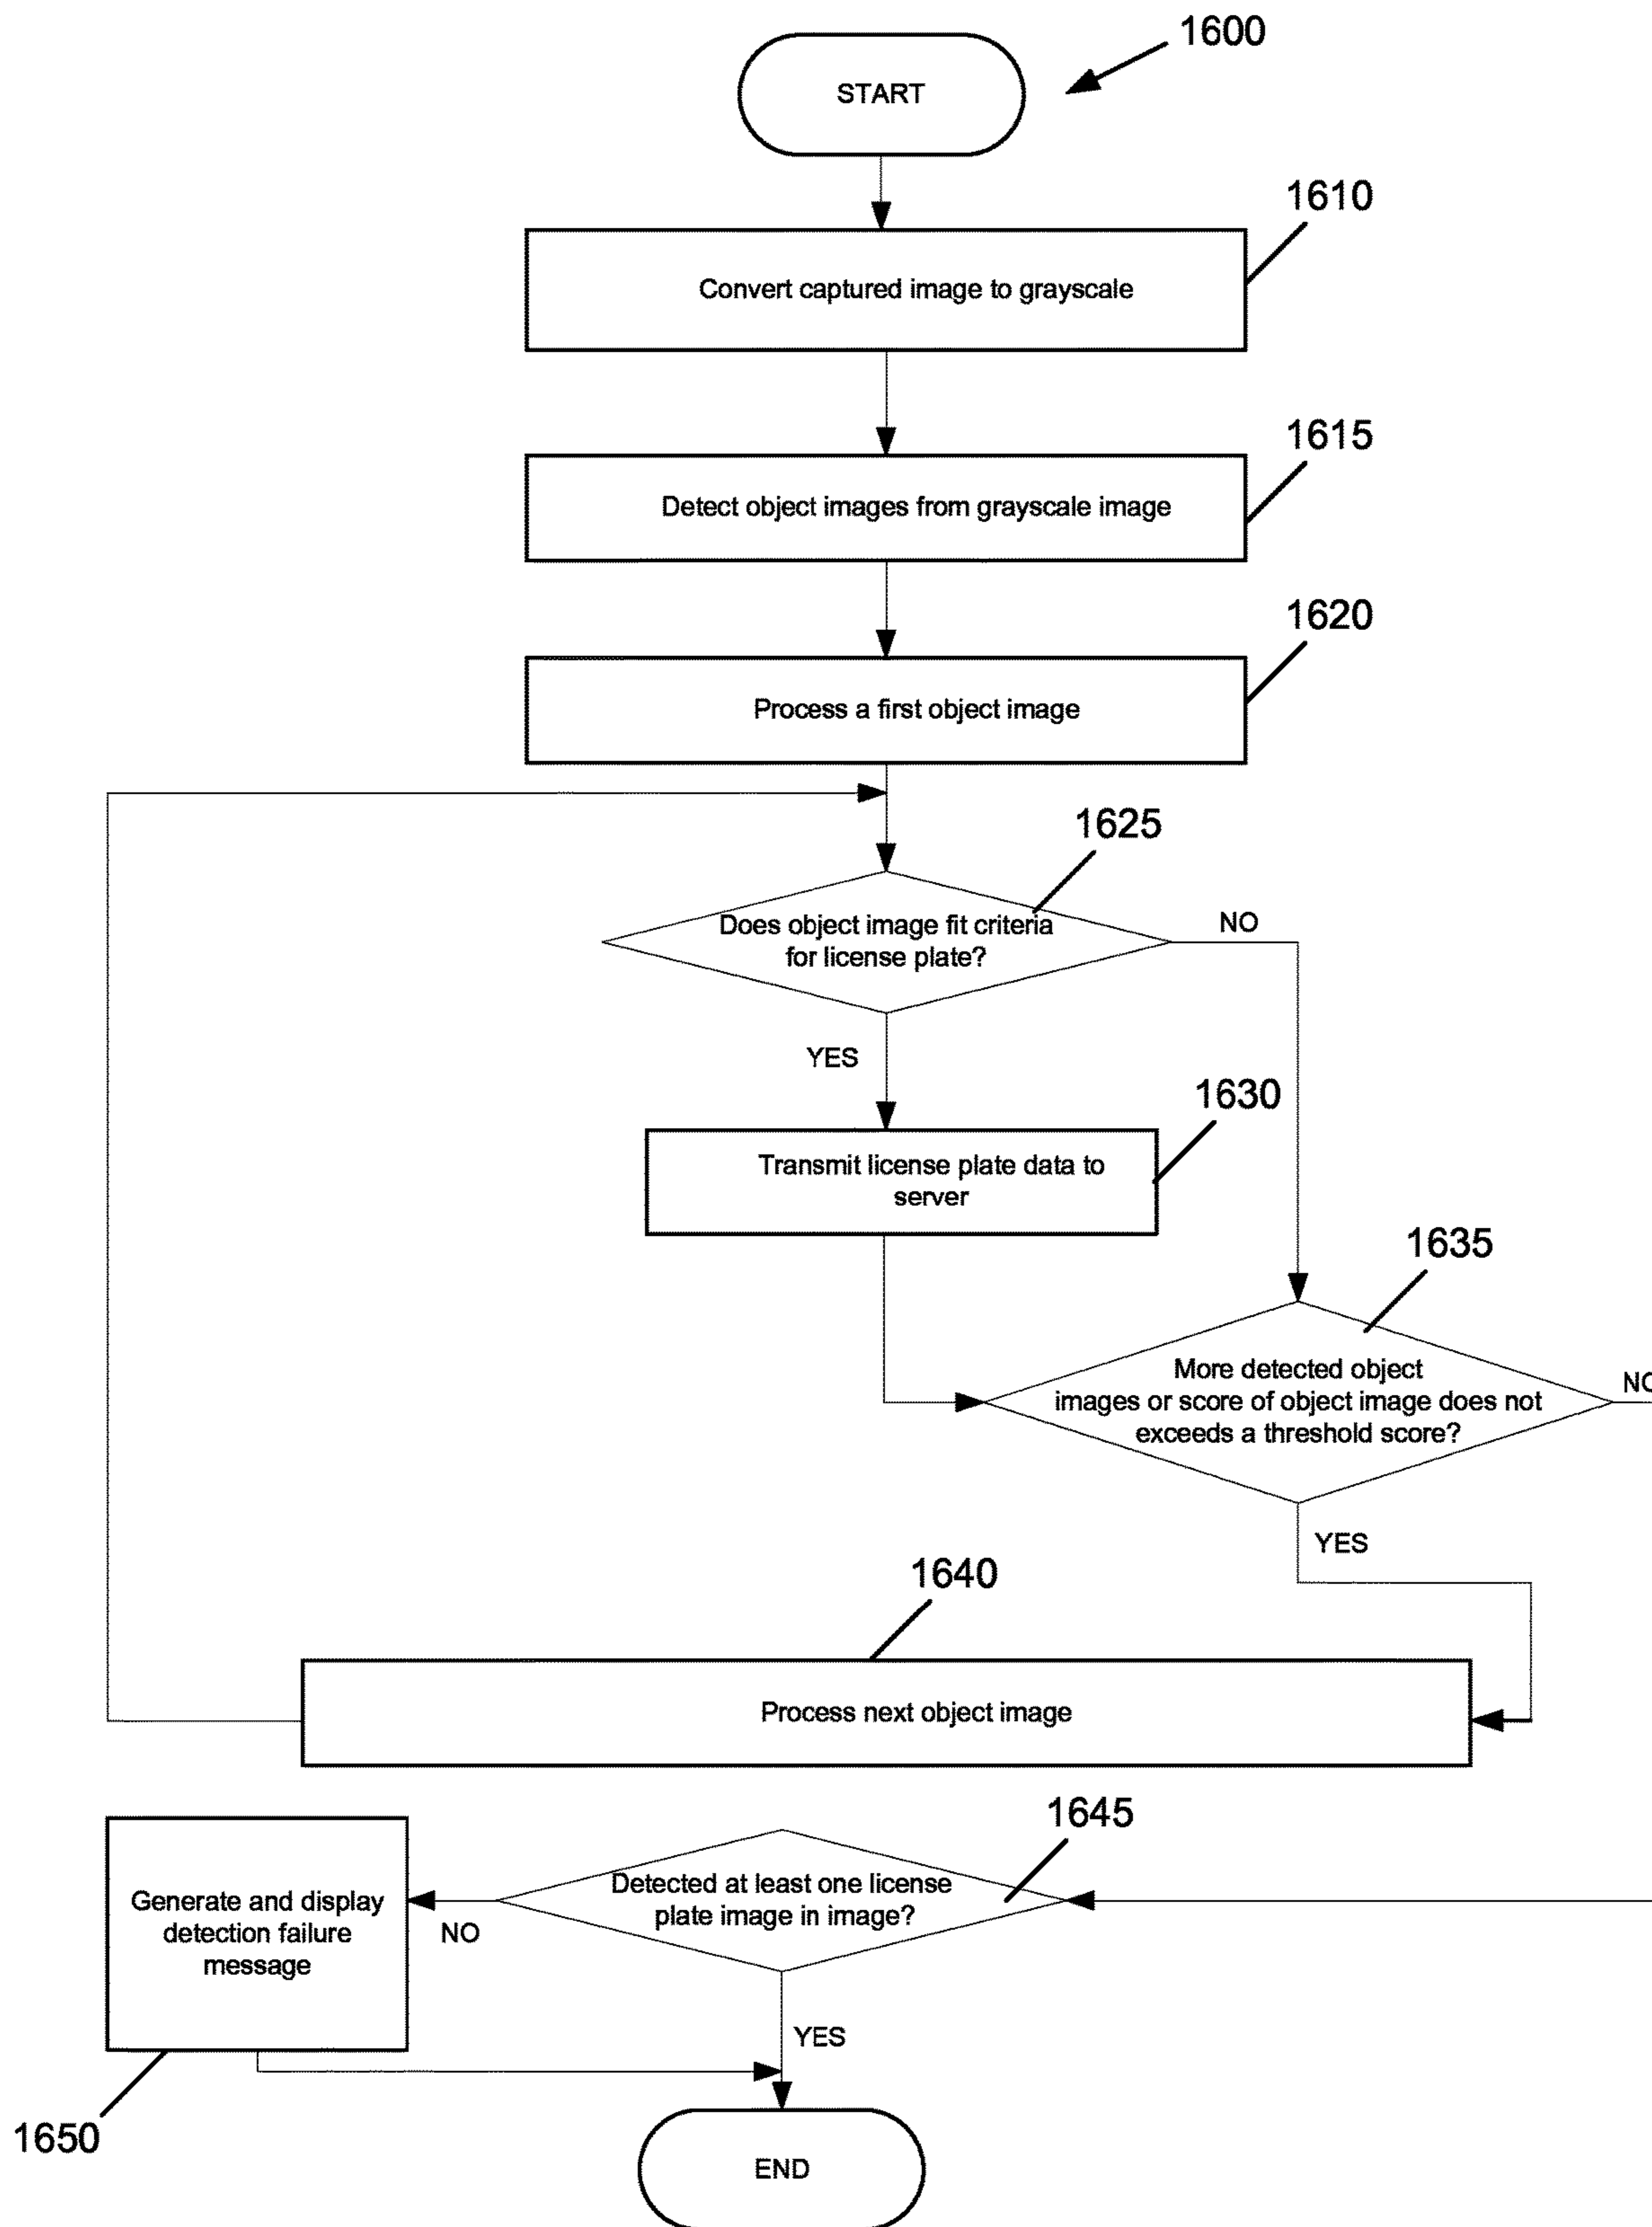 1600
START
1610
Convert captured image to grayscale
1615
Detect object images from grayscale image
1620
Process a first object image
1625
Does object image fit criteria
for license plate?
NO
YES
1630
Transmit license plate data to
server
1635
More detected object
images or score of object image does not
exceeds a threshold score?
NO
YES
1640
Process next object image
1645
Detected at least one license
plate image in image?
Generate and display
detection failure
message
NO
YES
1650
END